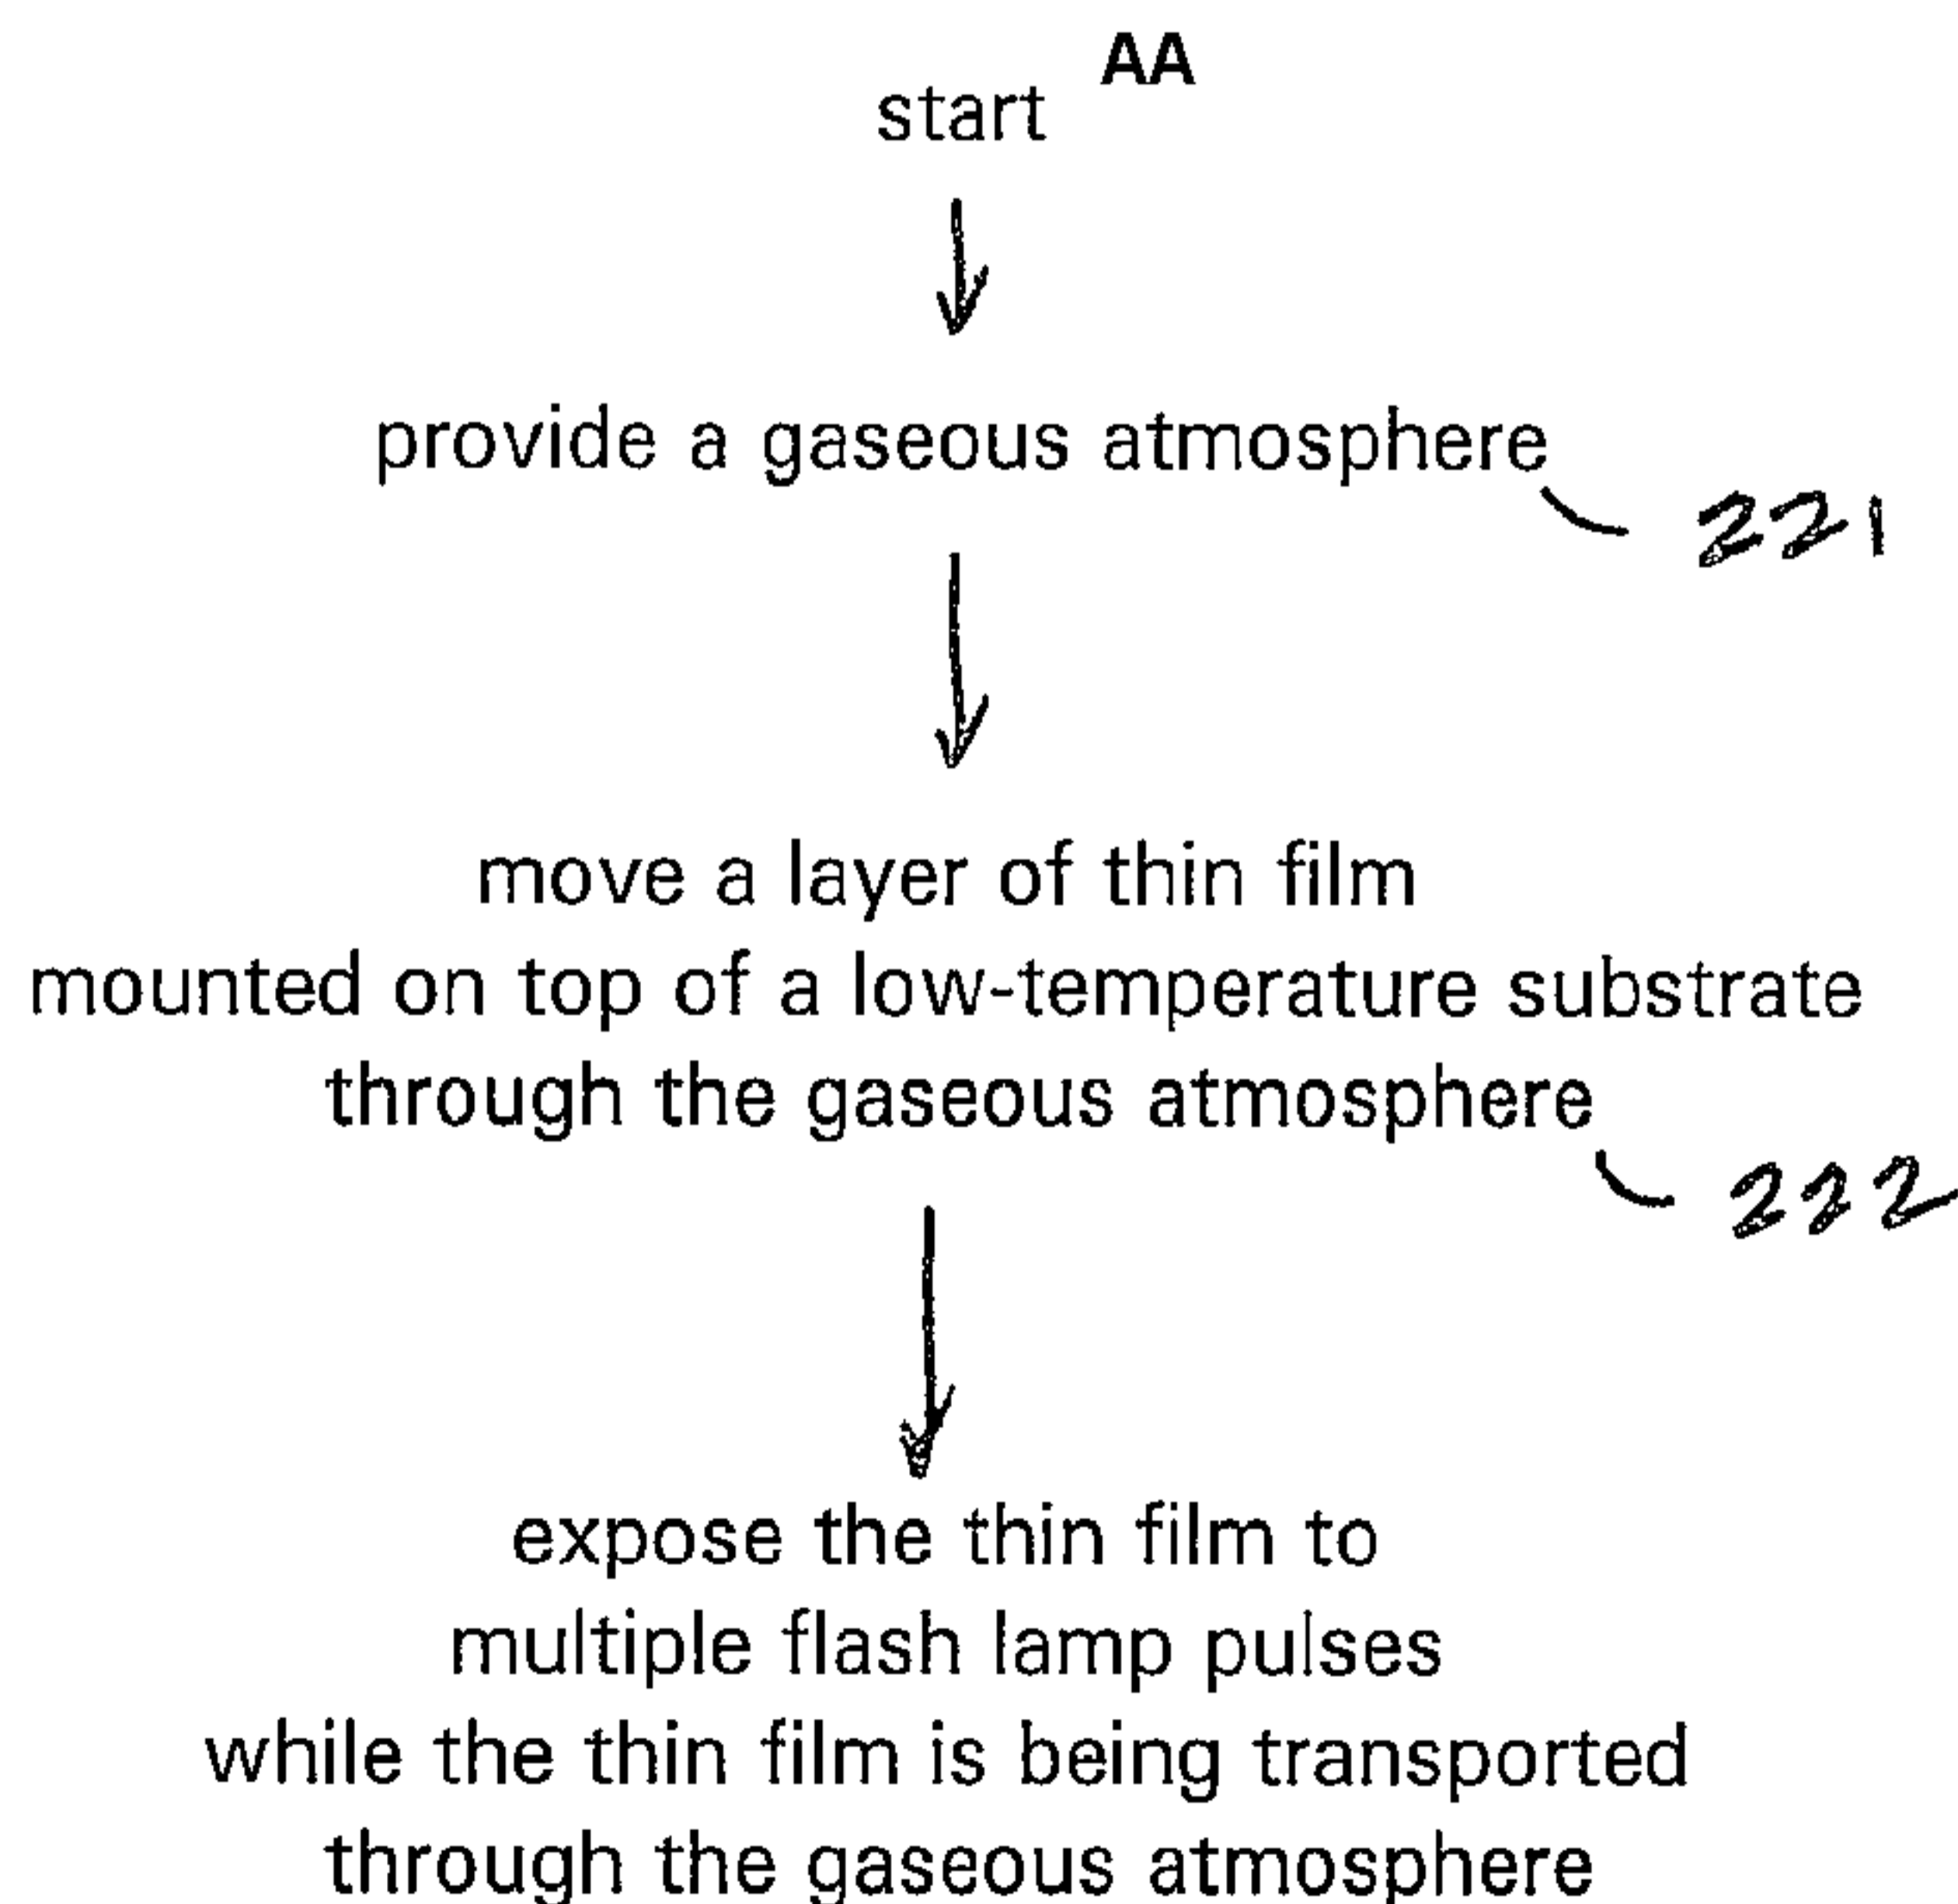 AA
start
provide a gaseous atmosphere
221
move a layer of thin film
mounted on top of a low-temperature substrate
through the gaseous atmosphere
222
expose the thin film to
multiple flash lamp pulses
while the thin film is being transported
through the gaseous atmosphere